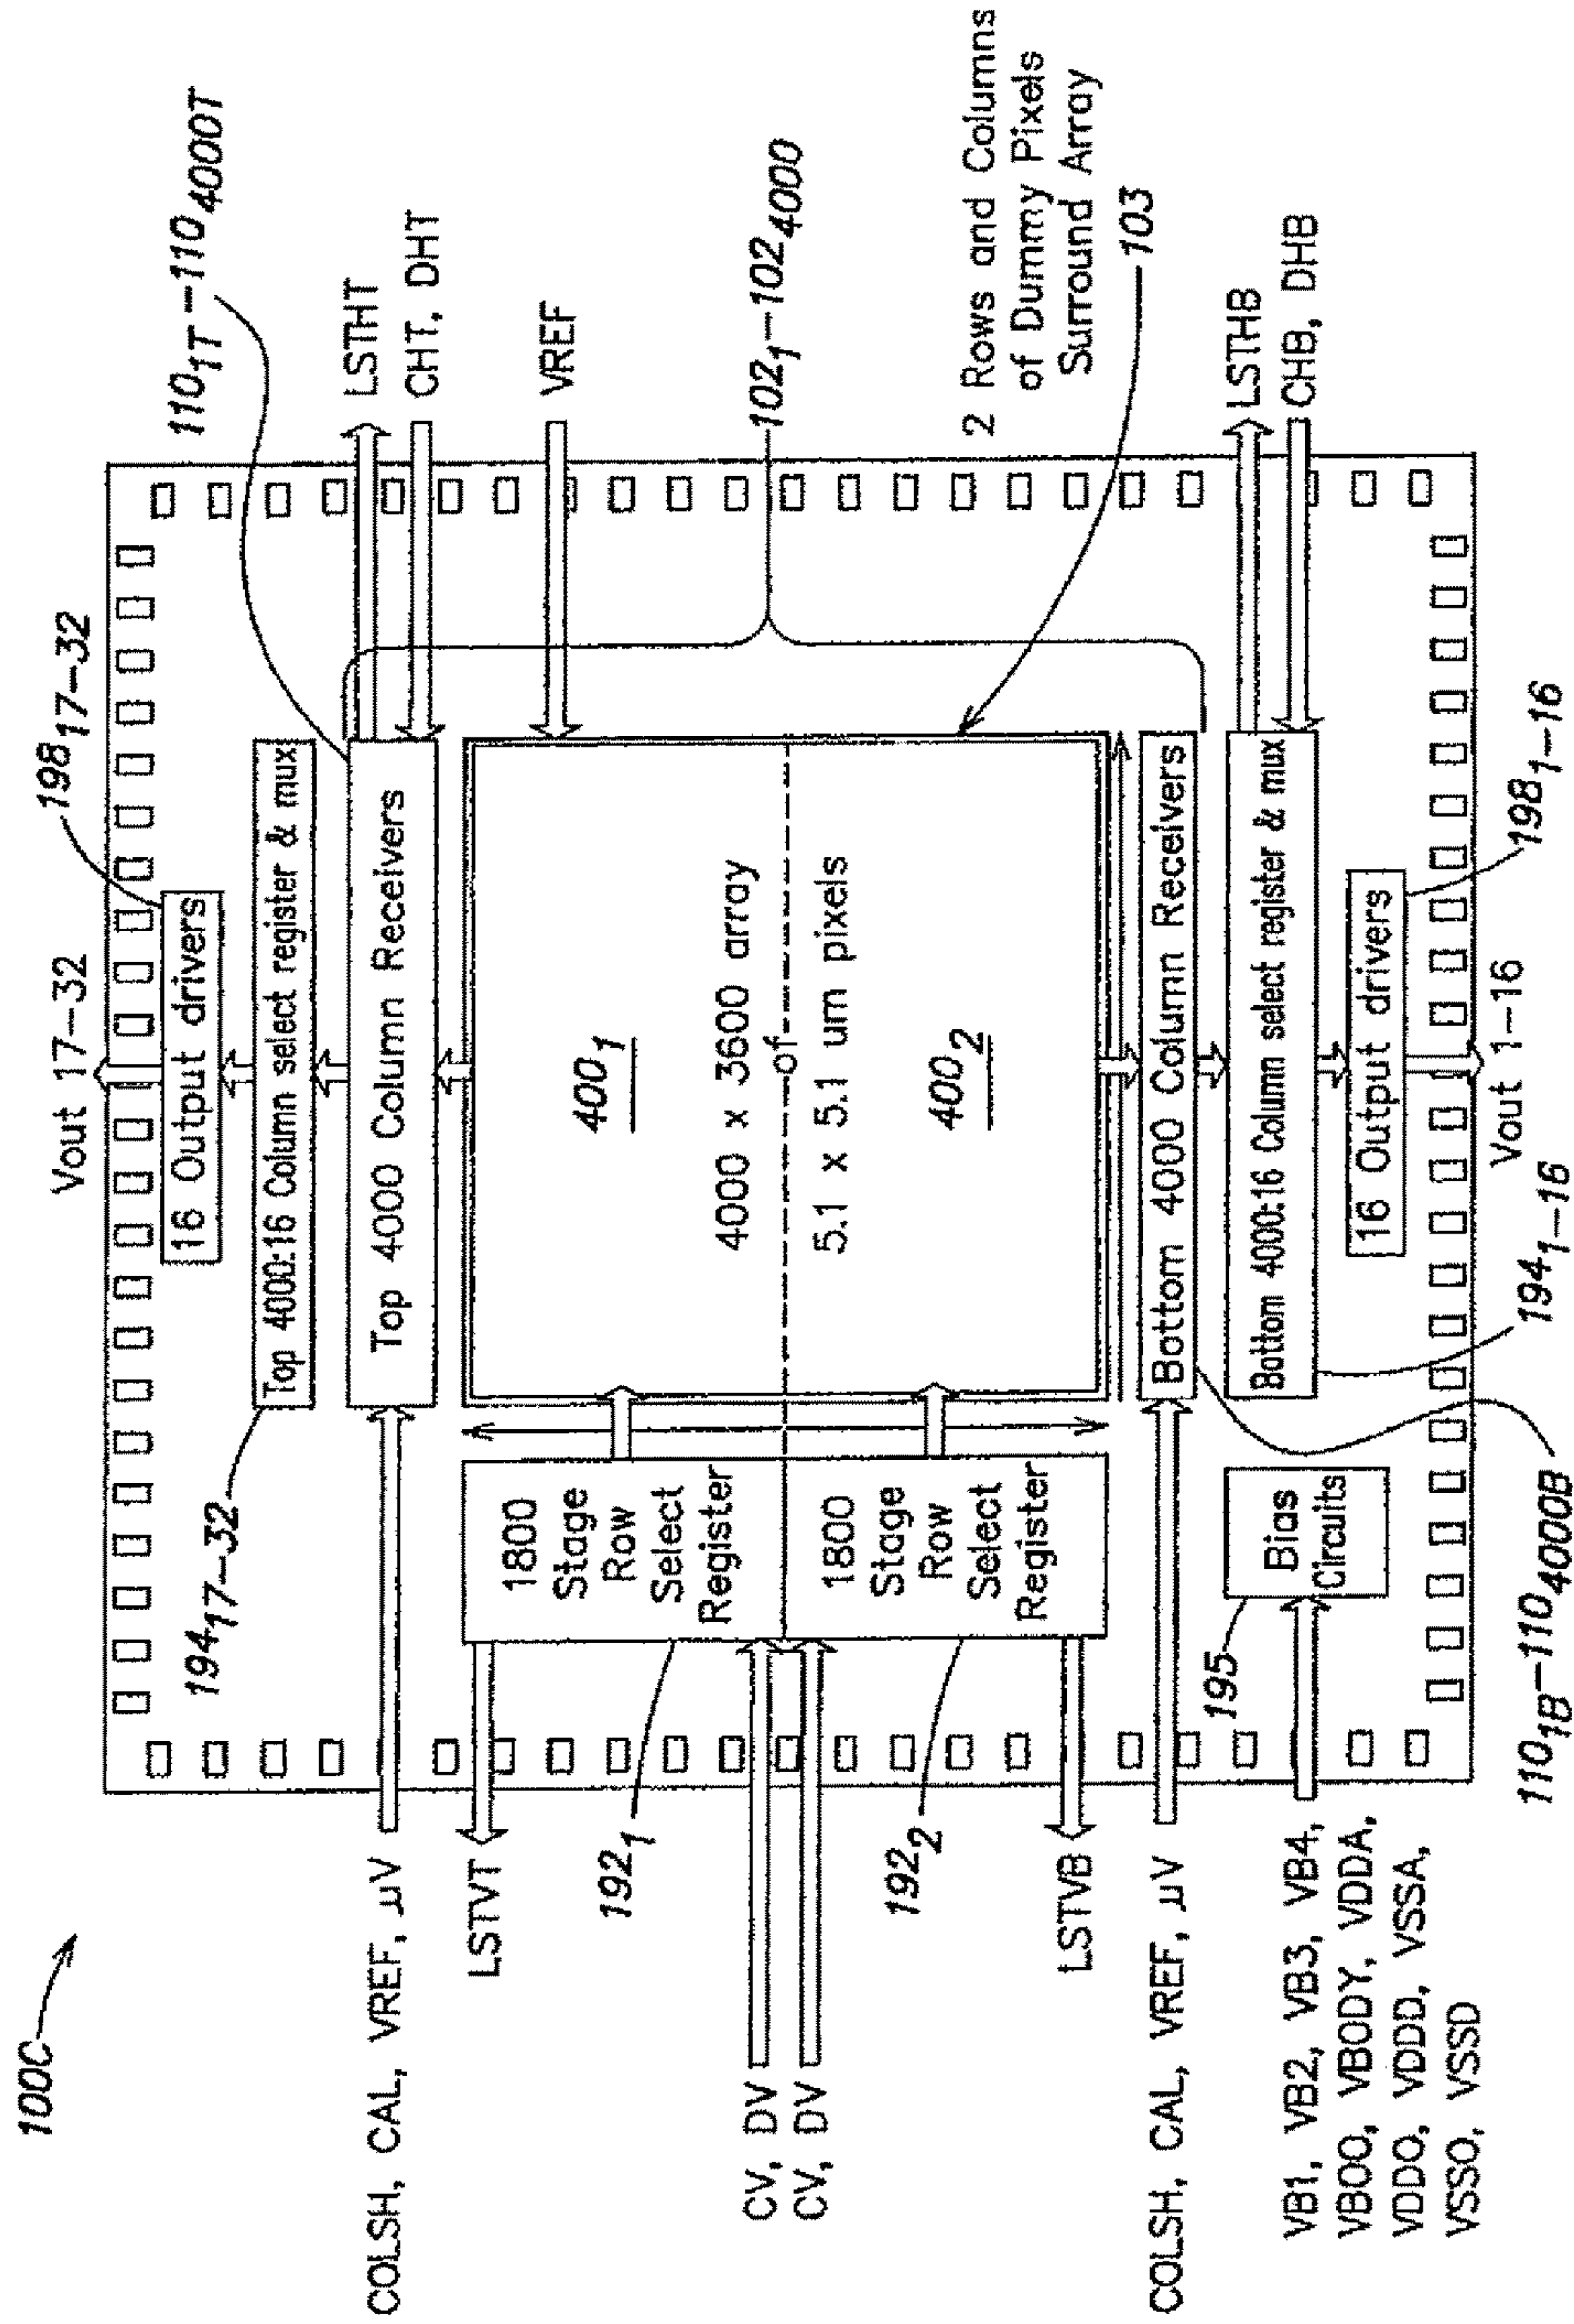 100C
Vout 17-32
198 17-32
16 Output drivers
194 17-32
Top 4000:16 Column select register & mux
110 1T-110 4000T
Top 4000 Column Receivers
COLSH, CAL, VREF, µV
LSTHT
CHT, DHT
LSTVT
VREF
192 1
1800
Stage
Row
Select
Register
400 1
4000 x 3600 array
of
5.1 x 5.1 um pixels
400 2
102 1-102 4000
CV, DV
CV, DV
1800
Stage
Row
Select
Register
192 2
2 Rows and Columns
of Dummy Pixels
Surround Array
103
LSTVB
COLSH, CAL, VREF, µV
Bottom 4000 Column Receivers
LSTHB
CHB, DHB
Bottom 4000:16 Column select register & mux
195
Bias
Circuits
VB1, VB2, VB3, VB4,
VBOO, VBODY, VDDA,
VDDO, VDDD, VSSA,
VSSO, VSSD
16 Output drivers
198 1-16
Vout 1-16
194 1-16
110 1B-110 4000B